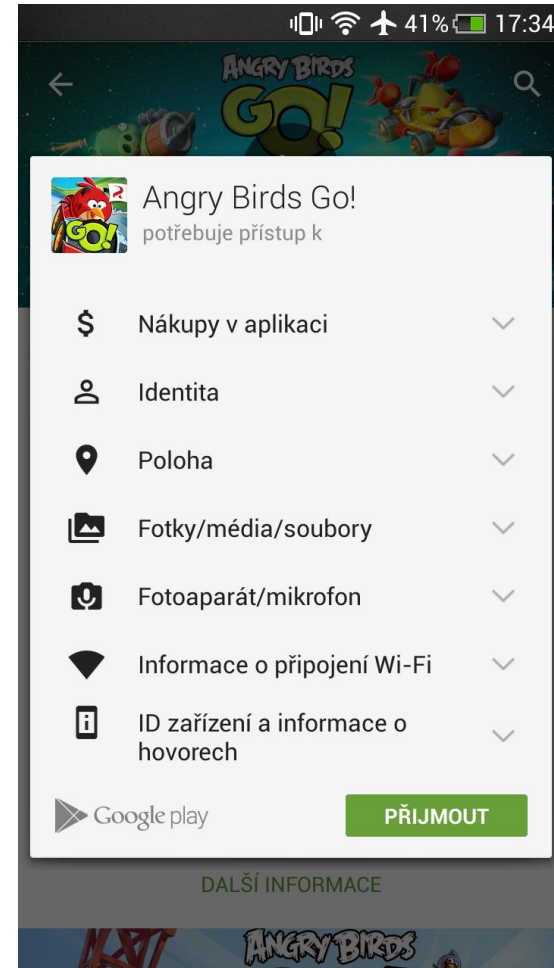 41% 17:34
ANGRY BIRDS
GO!
Angry Birds Go!
potřebuje přístup k
GO!
$ Nákupy v aplikaci
Identita
Poloha
Fotky/média/soubory
Fotoaparát/mikrofon
Informace o připojení Wi-Fi
ID zařízení a informace o
hovorech
Google play
PŘIJMOUT
DALŠÍ INFORMACE
ANGRY BIRDS